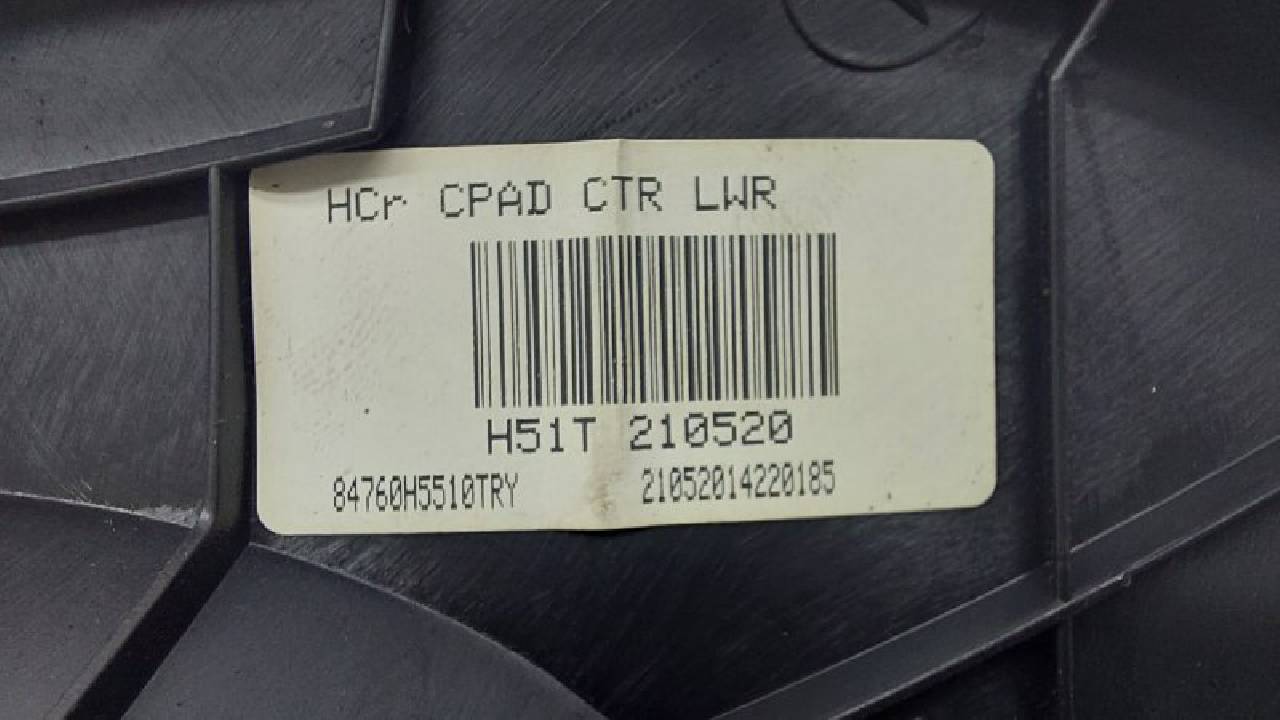 HCr CPAD CTR LWR
H51T 210520
84760H5510TRY 21052014220185